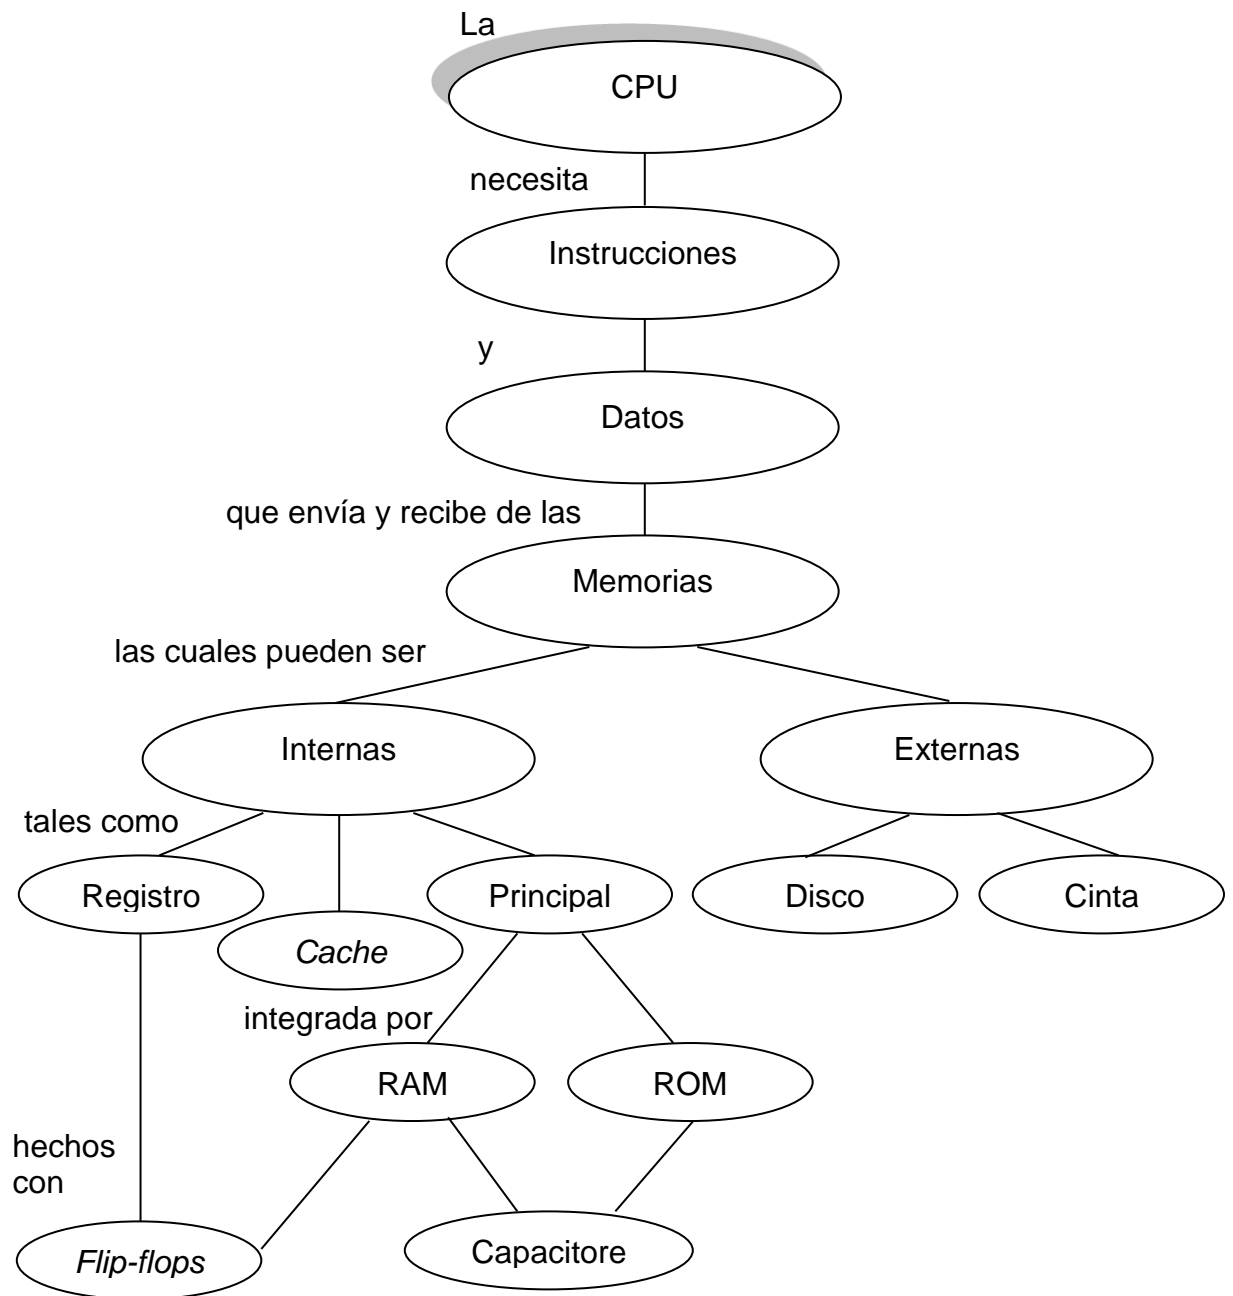 La
CPU
necesita
Instrucciones
y
Datos
que envía y recibe de las
Memorias
las cuales pueden ser
Internas
Externas
tales como
Registro
Principal
Disco
Cinta
Cache
integrada por
RAM
ROM
hechos
con
Flip-flops
Capacitore